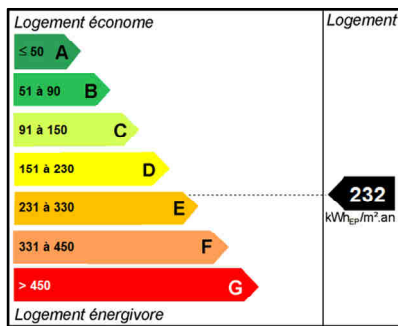 Logement économe
Logement
≤ 50 A
51 à 90 B
91 à 150 C
151 à 230 D
231 à 330 E
232
kWhEP/m².an
331 à 450 F
> 450 G
Logement énergivore